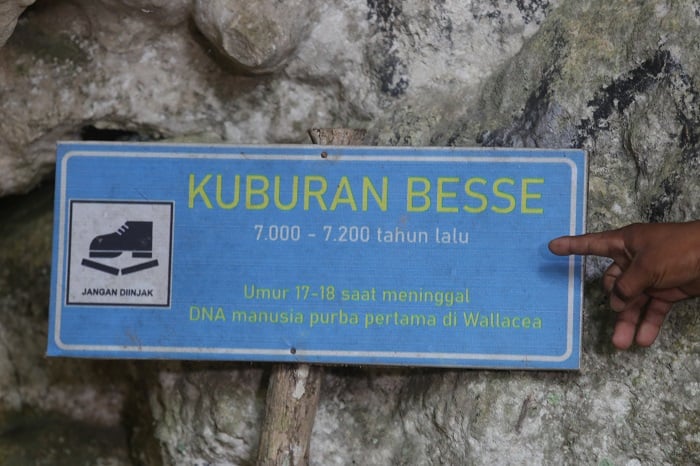 KUBURAN BESSE
7.000 - 7.200 tahun lalu
JANGAN DIINJAK
Umur 17-18 saat meninggal
DNA manusia purba pertama di Wallacea